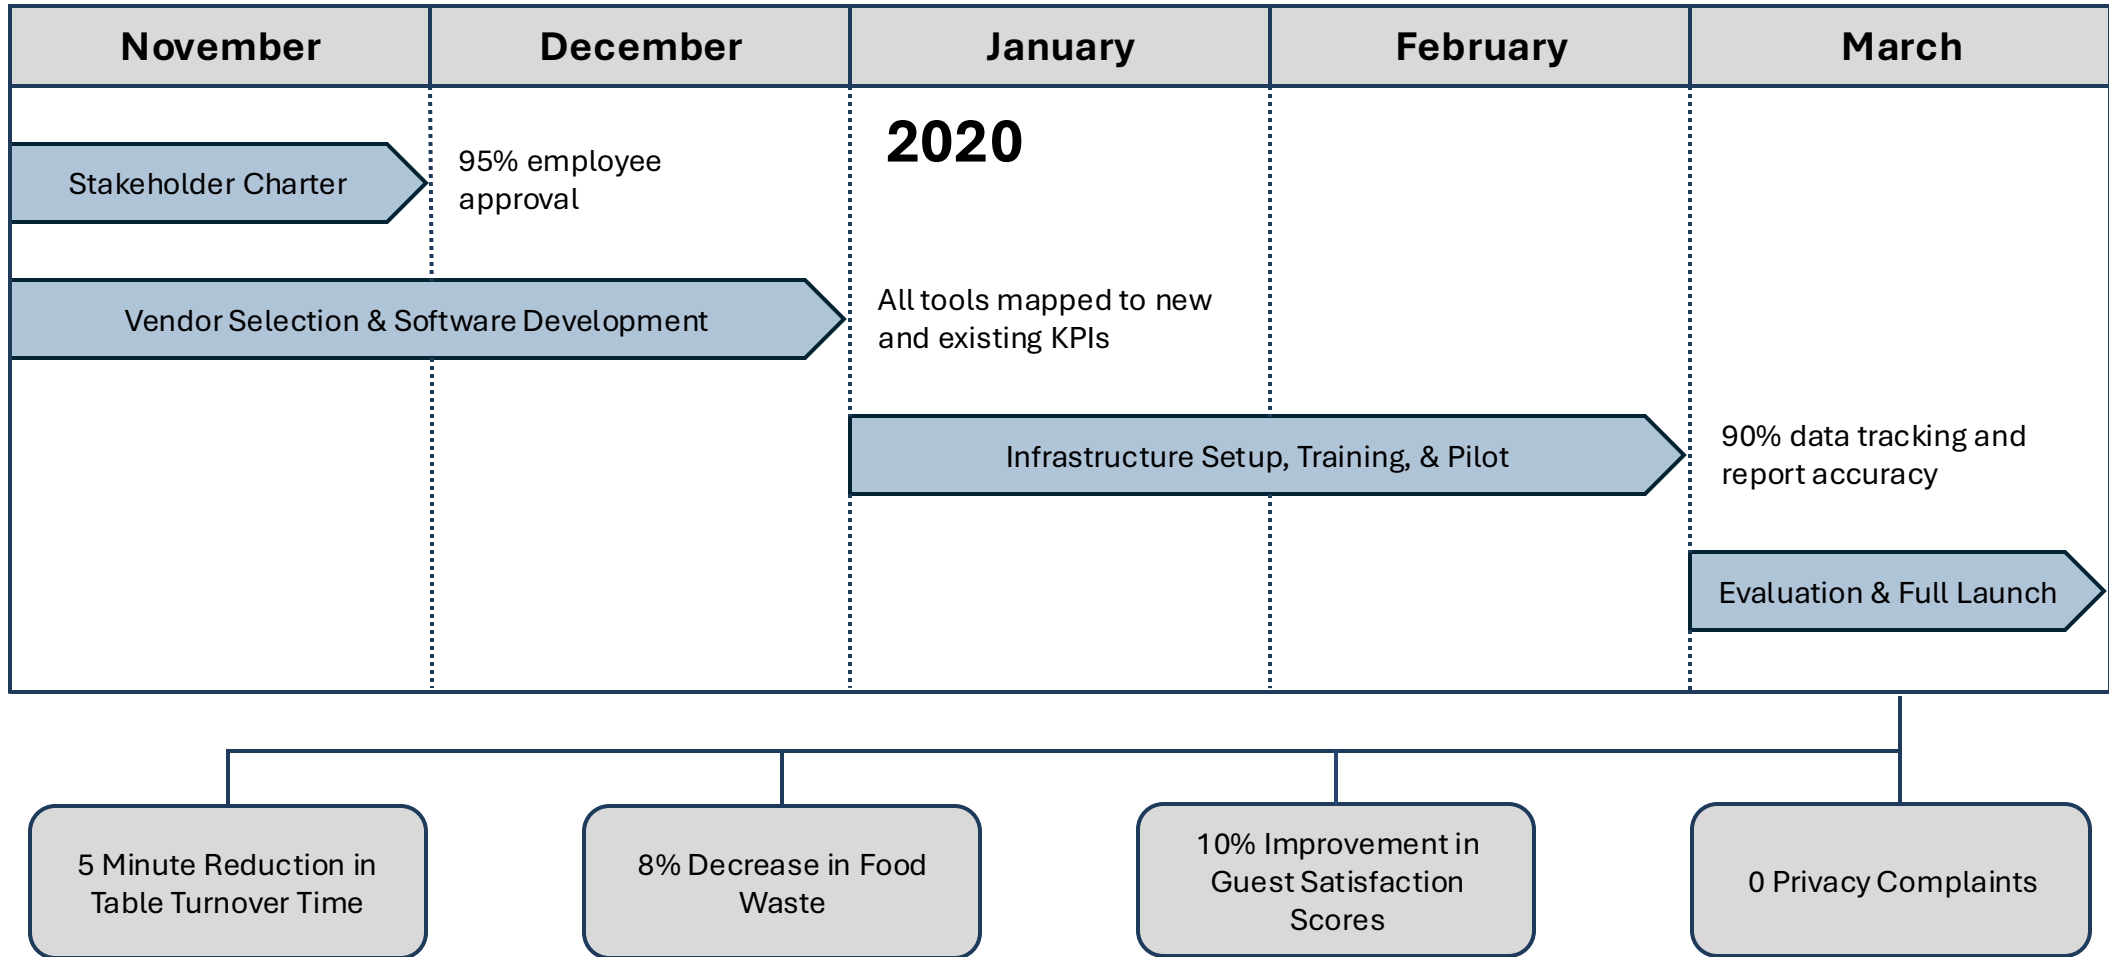 November
December
January
February
March
2020
Stakeholder Charter
95% employee
approval
Vendor Selection & Software Development
All tools mapped to new
and existing KPIs
Infrastructure Setup, Training, & Pilot
90% data tracking and
report accuracy
Evaluation & Full Launch
5 Minute Reduction in
Table Turnover Time
8% Decrease in Food
Waste
10% Improvement in
Guest Satisfaction
Scores
0 Privacy Complaints